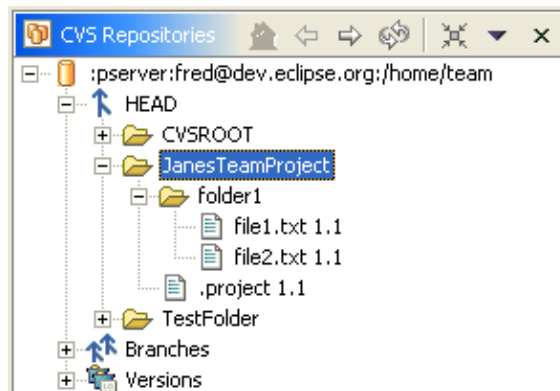 CVS Repositories
:pserver:fred@dev.eclipse.org:/home/team
HEAD
CVSROOT
JanesTeamProject
folder1
file1.txt 1.1
file2.txt 1.1
.project 1.1
TestFolder
Branches
Versions